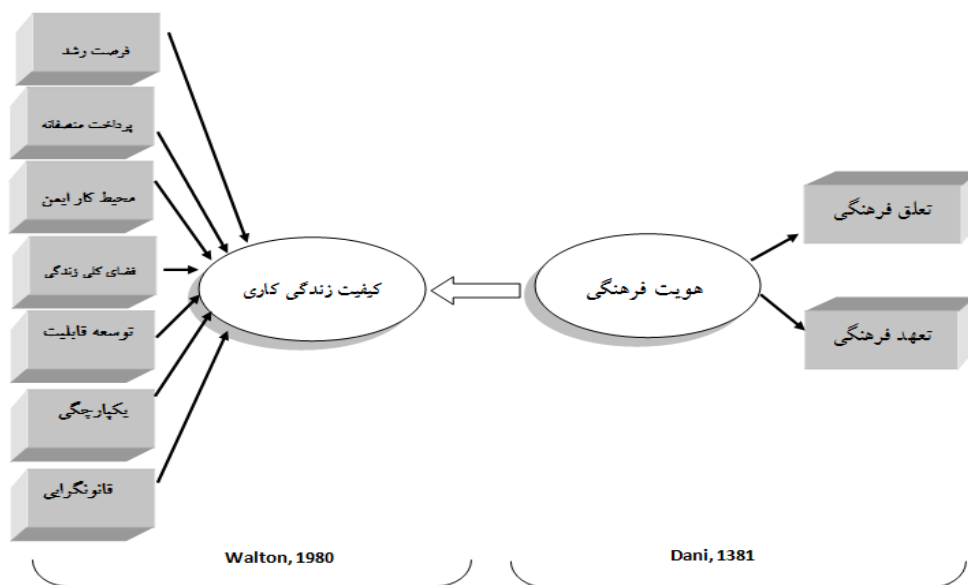 فرصت رشد
پرداخت منصفانه
محیط کار ایمن
فضای کلی زندگی
توسعه قابلیت
یکپارچگی
قانونگرایی
کیفیت زندگی کاری
هویت فرهنگی
تعلق فرهنگی
تعهد فرهنگی
Walton, 1980
Dani, 1381